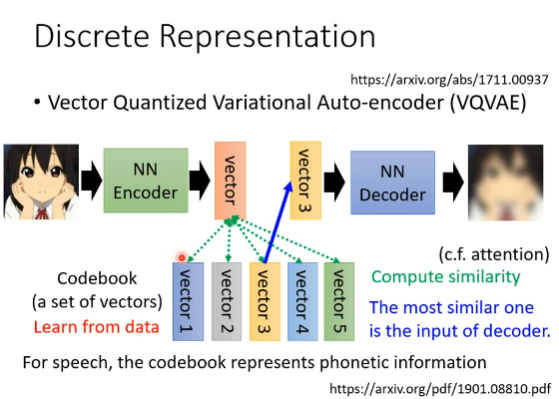 Discrete Representation
https://arxiv.org/abs/1711.00937
• Vector Quantized Variational Auto-encoder (VQVAE)
NN
Encoder
vector
vector 3
NN
Decoder
Codebook
(a set of vectors)
Learn from data
vector 1
vector 2
vector 3
vector 4
vector 5
(c.f. attention)
Compute similarity
The most similar one
is the input of decoder.
For speech, the codebook represents phonetic information
https://arxiv.org/pdf/1901.08810.pdf